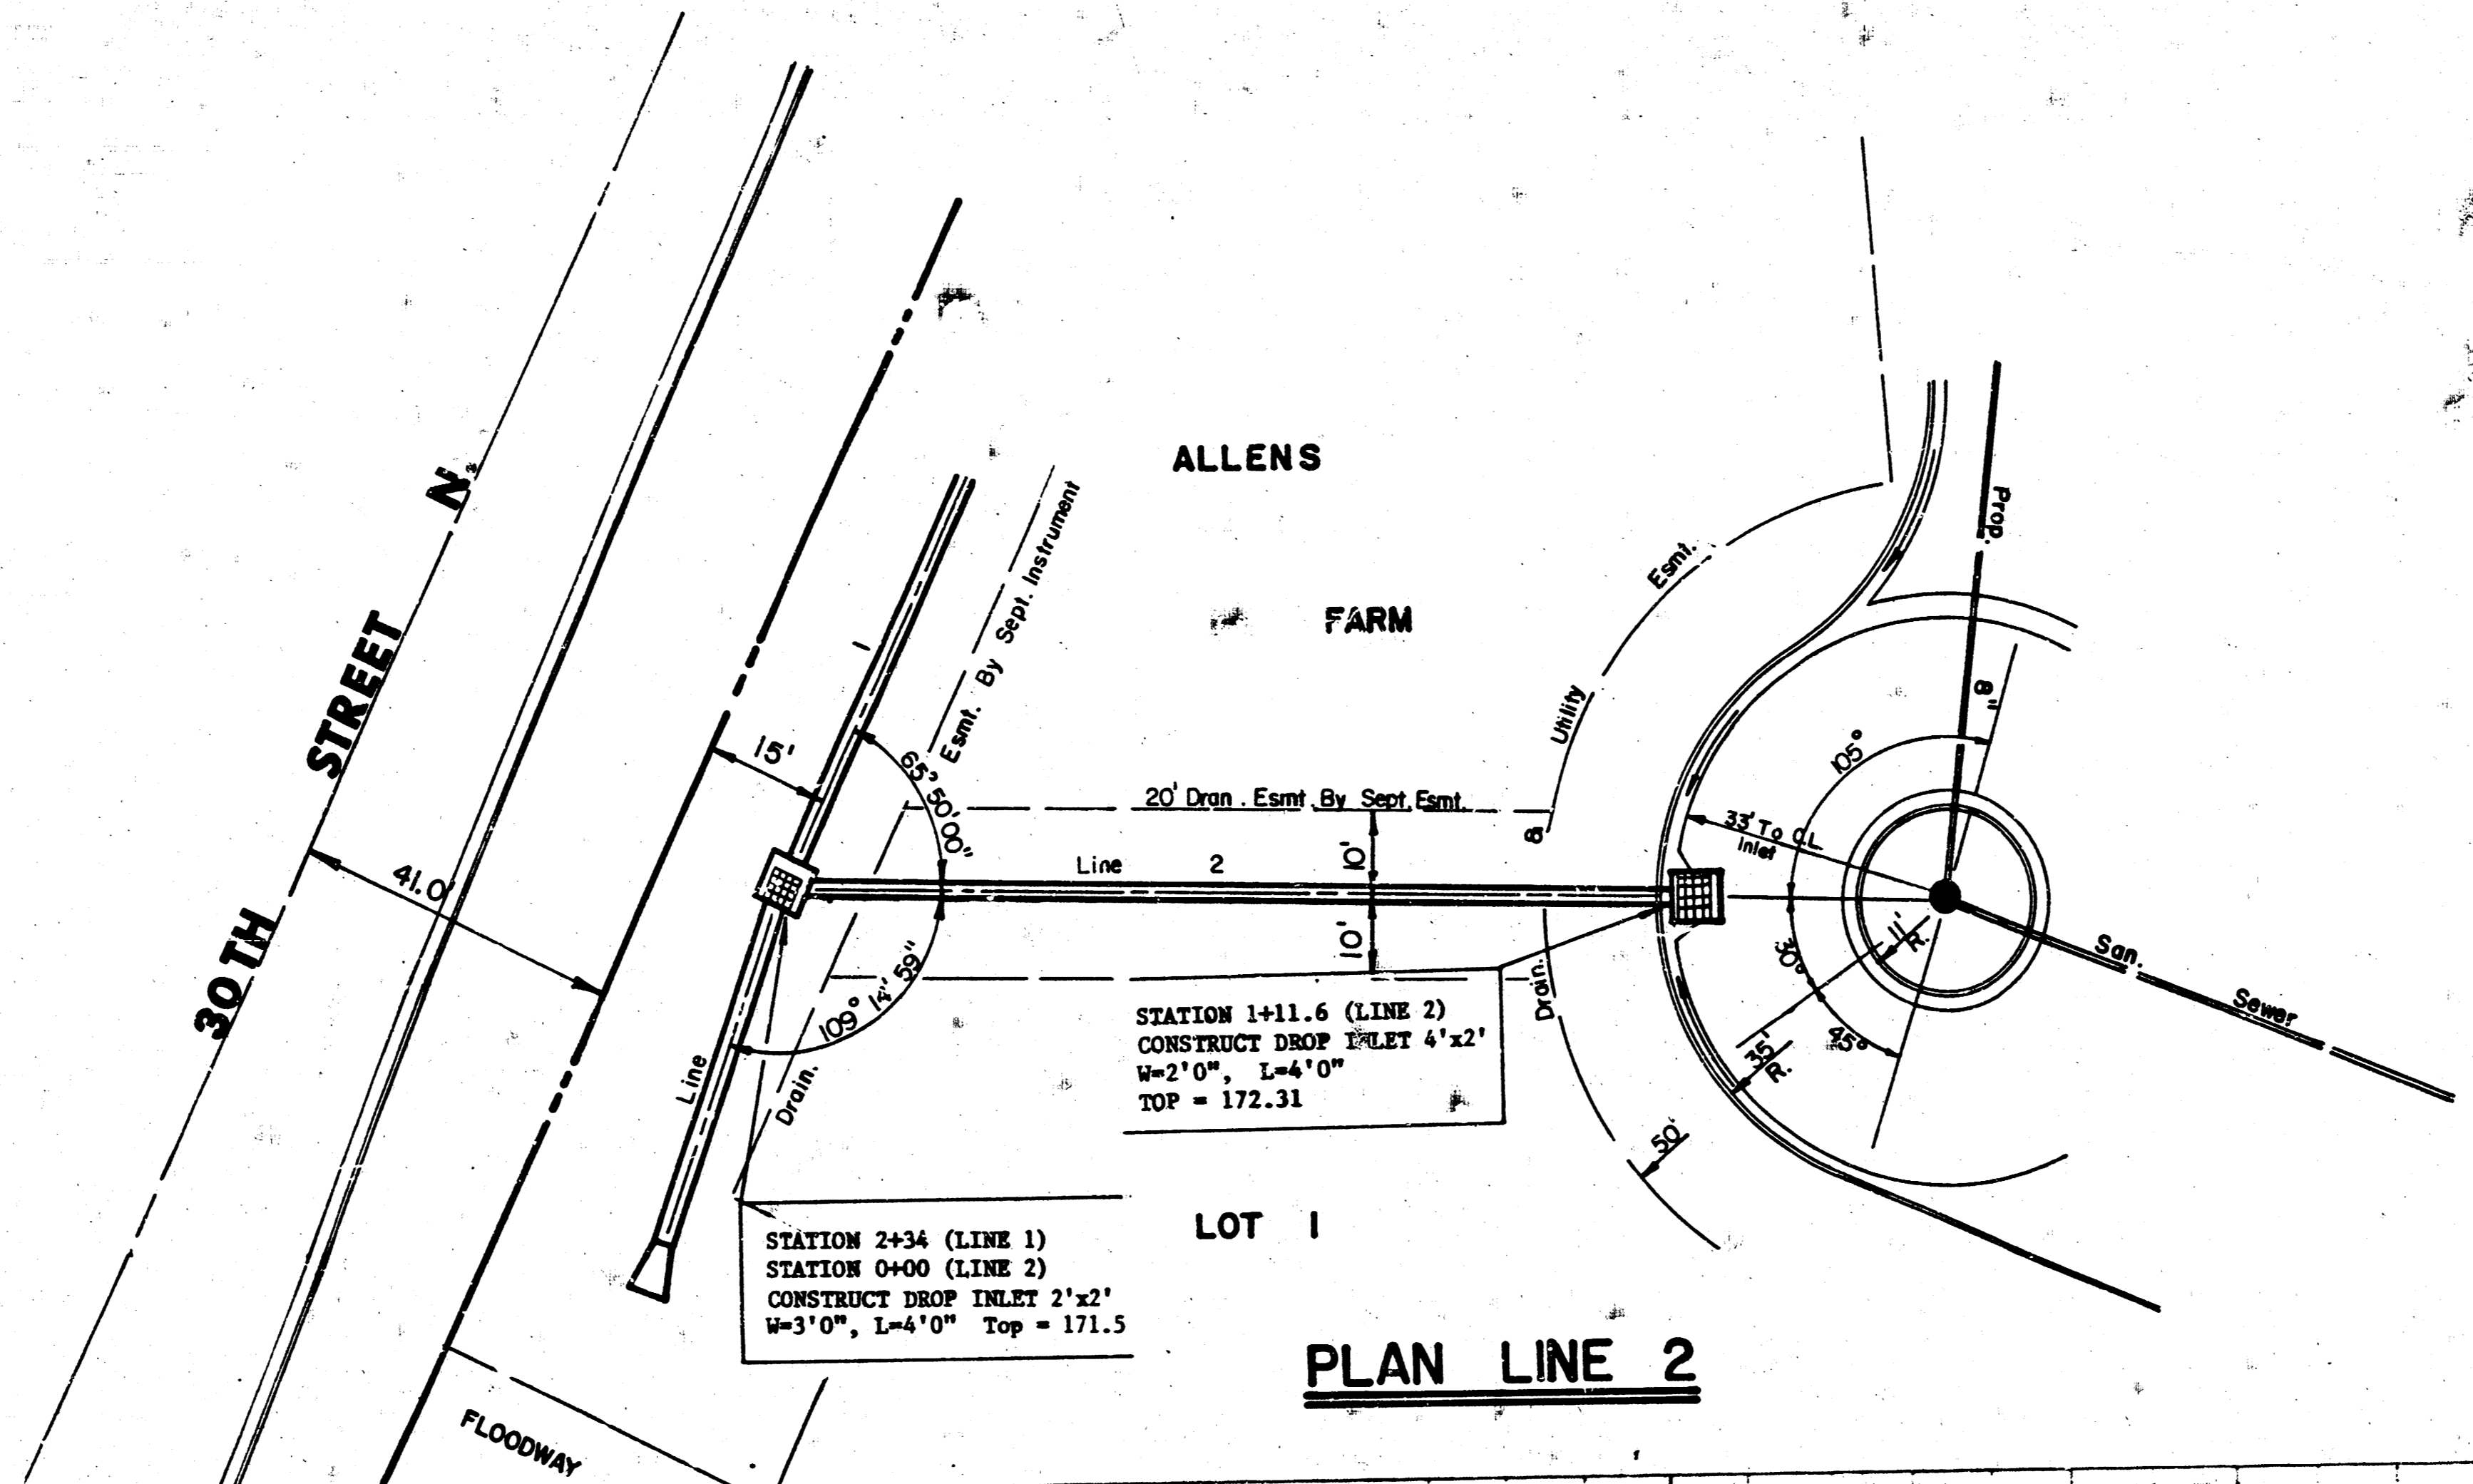 30TH STREET N.
41.0'
15'
ALLENS
FARM
Esmt. By Sept. Instrument
Drain.
1
Line
65° 50' 00"
109° 14' 59"
20' Dran. Esmt. By Sept. Esmt.
Line 2
10'
10'
Utility Esmt.
&
Drain.
50'
Prop.
8"
San. Sewer
105°
33' To C.L.
Inlet
30°
45°
11'
R.
35'
R.
STATION 1+11.6 (LINE 2)
CONSTRUCT DROP INLET 4'x2'
W=2'0", L=4'0"
TOP = 172.31
STATION 2+34 (LINE 1)
STATION 0+00 (LINE 2)
CONSTRUCT DROP INLET 2'x2'
W=3'0", L=4'0" Top = 171.5
LOT 1
PLAN LINE 2
FLOODWAY